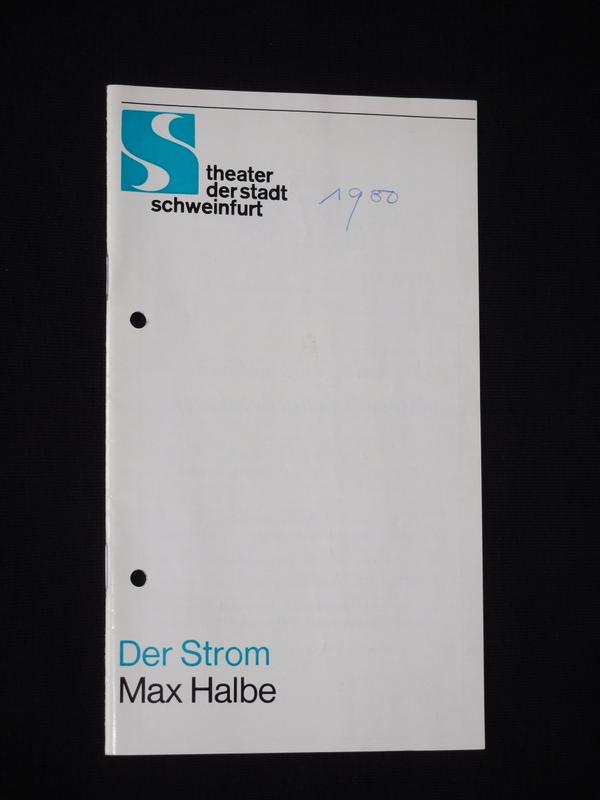 theater
der stadt
schweinfurt
1980
Der Strom
Max Halbe